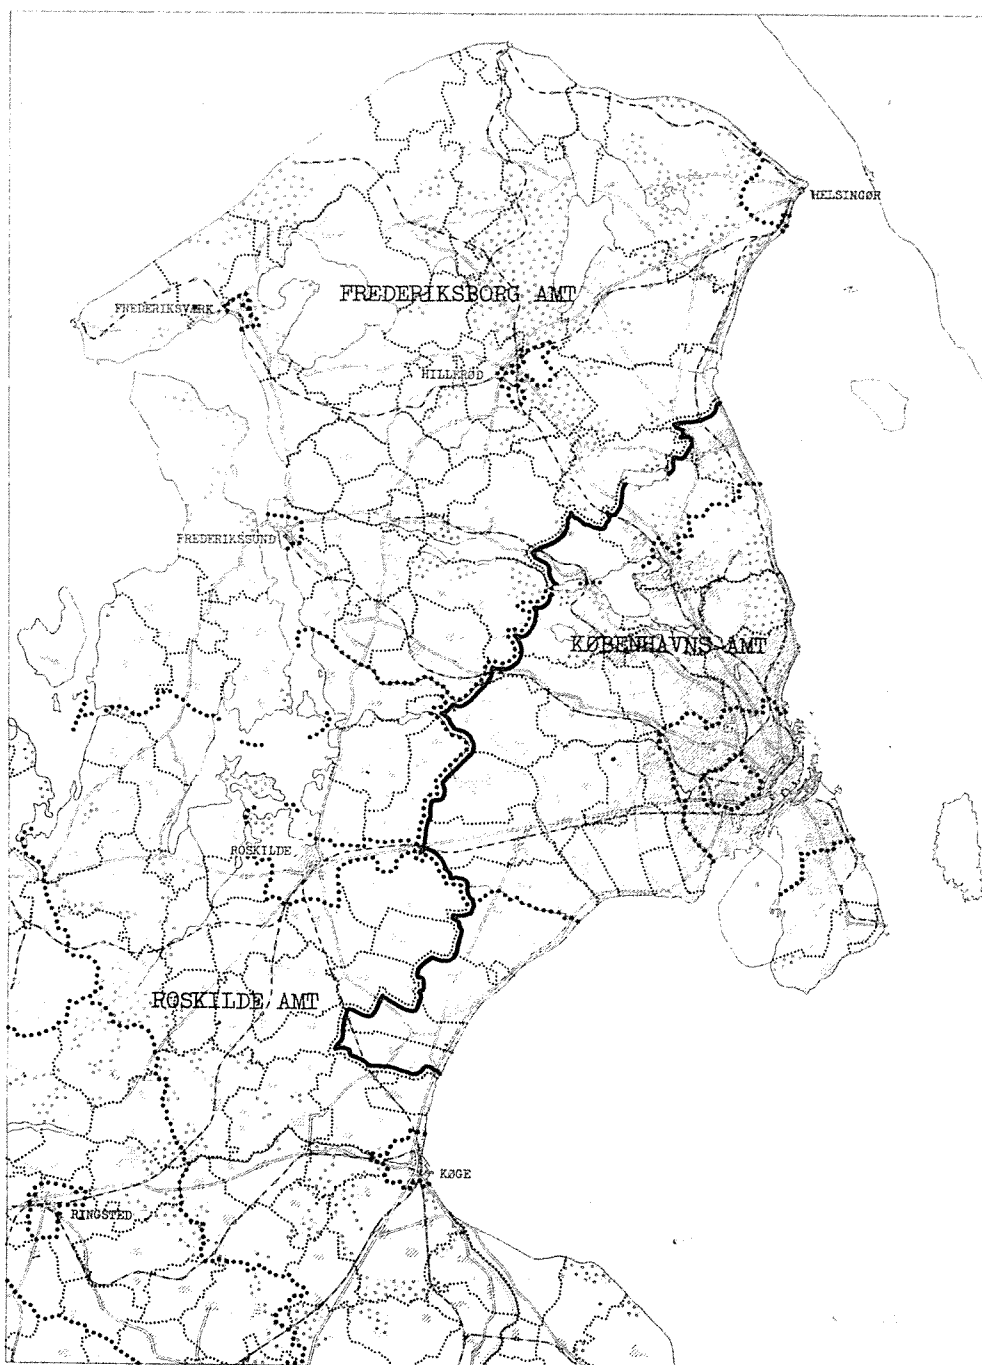 HELSINGØR
FREDERIKSBORG AMT
FREDERIKSVÆRK
HILLERØD
FREDERIKSSUND
KØBENHAVNS AMT
ROSKILDE
ROSKILDE AMT
KØGE
RINGSTED